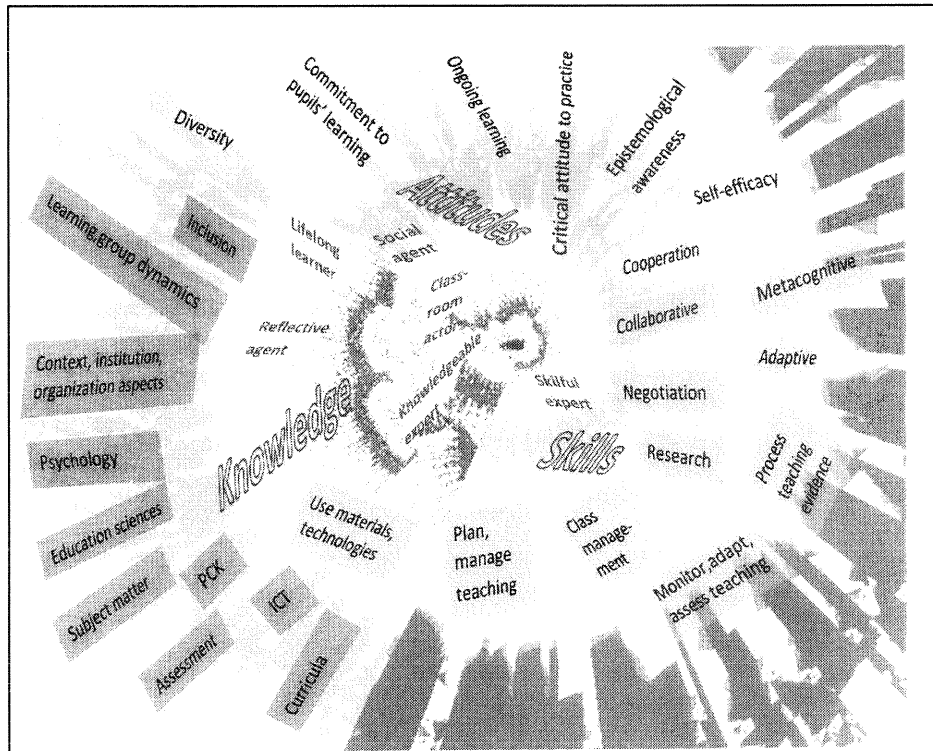 Diversity
Commitment to
pupils' learning
Ongoing learning
Critical attitude to practice
Epistemological
awareness
Self-efficacy
Attitudes
Learning,group dynamics
Inclusion
Lifelong
learner
Social
agent
Class-
room
actor
Cooperation
Metacognitive
Collaborative
Reflective
agent
Knowledgeable
expert
Adaptive
Context, institution,
organization aspects
Skilful
expert
Negotiation
Knowledge
Skills
Research
Psychology
Process
teaching
evidence
Education sciences
Use materials,
technologies
Plan,
manage
teaching
Class
manage-
ment
Monitor,adapt,
assess teaching
Subject matter
PCK
ICT
Assessment
Curricula